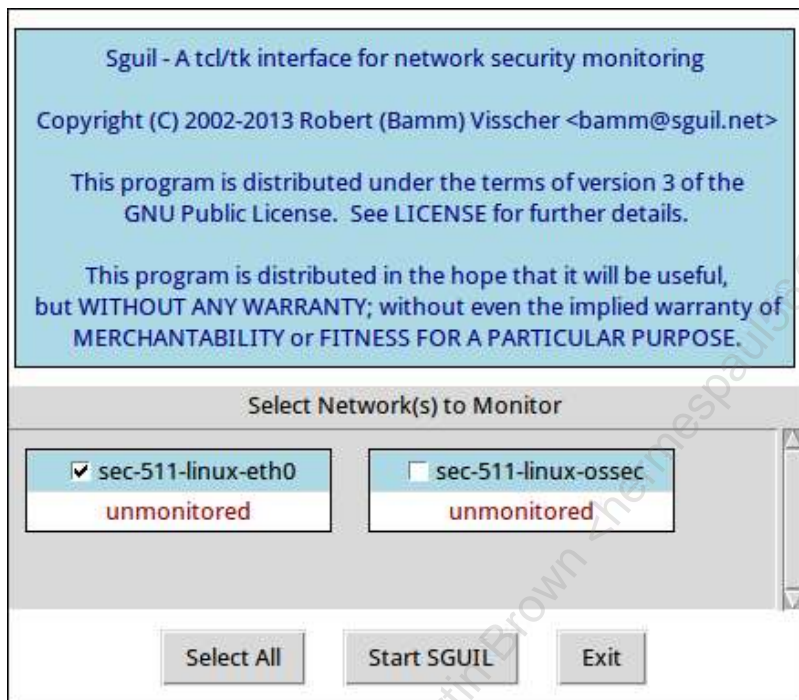 Sguil - A tcl/tk interface for network security monitoring
Copyright (C) 2002-2013 Robert (Bamm) Visscher <bamm@sguil.net>
This program is distributed under the terms of version 3 of the
GNU Public License. See LICENSE for further details.
This program is distributed in the hope that it will be useful,
but WITHOUT ANY WARRANTY; without even the implied warranty of
MERCHANTABILITY or FITNESS FOR A PARTICULAR PURPOSE.
Select Network(s) to Monitor
sec-511-linux-eth0
sec-511-linux-ossec
unmonitored
unmonitored
Select All
Start SGUIL
Exit
Brown